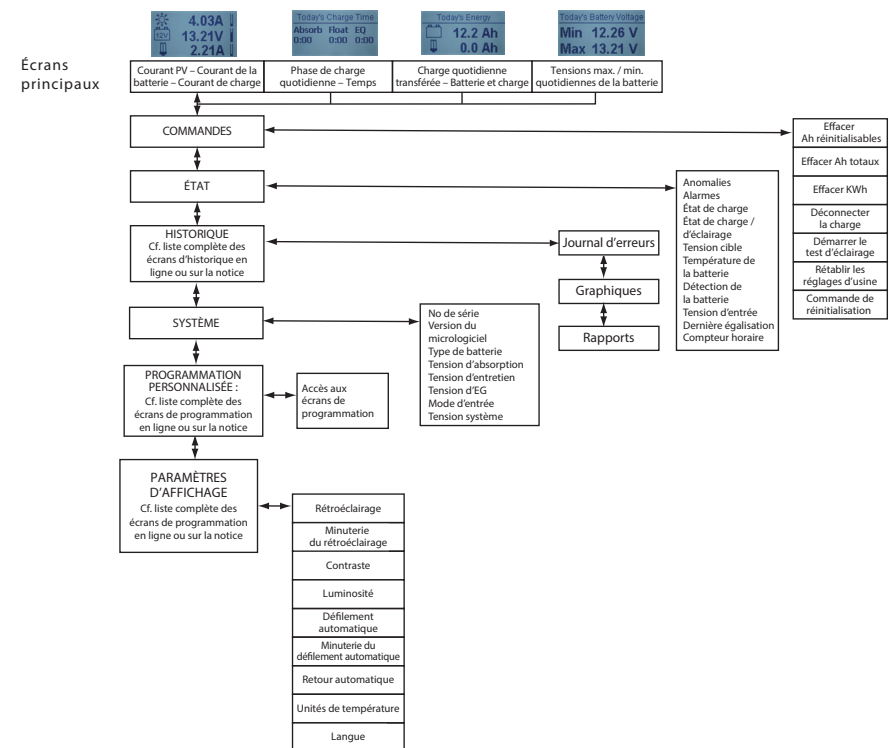 4.03A
12V 13.21V
2.21A
Today's Charge Time
Absorb Float EQ
0:00 0:00 0:00
Today's Energy
12.2 Ah
0.0 Ah
Today's Battery Voltage
Min 12.26 V
Max 13.21 V
Écrans
principaux
Courant PV – Courant de la
batterie – Courant de charge
Phase de charge
quotidienne – Temps
Charge quotidienne
transférée – Batterie et charge
Tensions max. / min.
quotidiennes de la batterie
COMMANDES
Effacer
Ah réinitialisables
Effacer Ah totaux
Effacer KWh
Déconnecter
la charge
Démarrer le
test d'éclairage
Rétablir les
réglages d'usine
Commande de
réinitialisation
ÉTAT
Anomalies
Alarmes
État de charge
État de charge /
d'éclairage
Tension cible
Température de
la batterie
Détection de
la batterie
Tension d'entrée
Dernière égalisation
Compteur horaire
HISTORIQUE
Cf. liste complète des
écrans d'historique en
ligne ou sur la notice
Journal d'erreurs
Graphiques
Rapports
SYSTÈME
No de série
Version du
micrologiciel
Type de batterie
Tension d'absorption
Tension d'entretien
Tension d'EG
Mode d'entrée
Tension système
PROGRAMMATION
PERSONNALISÉE :
Cf. liste complète des
écrans de programmation
en ligne ou sur la notice
Accès aux
écrans de
programmation
PARAMÈTRES
D'AFFICHAGE
Cf. liste complète des
écrans de programmation
en ligne ou sur la notice
Rétroéclairage
Minuterie
du rétroéclairage
Contraste
Luminosité
Défilement
automatique
Minuterie du
défilement automatique
Retour automatique
Unités de température
Langue